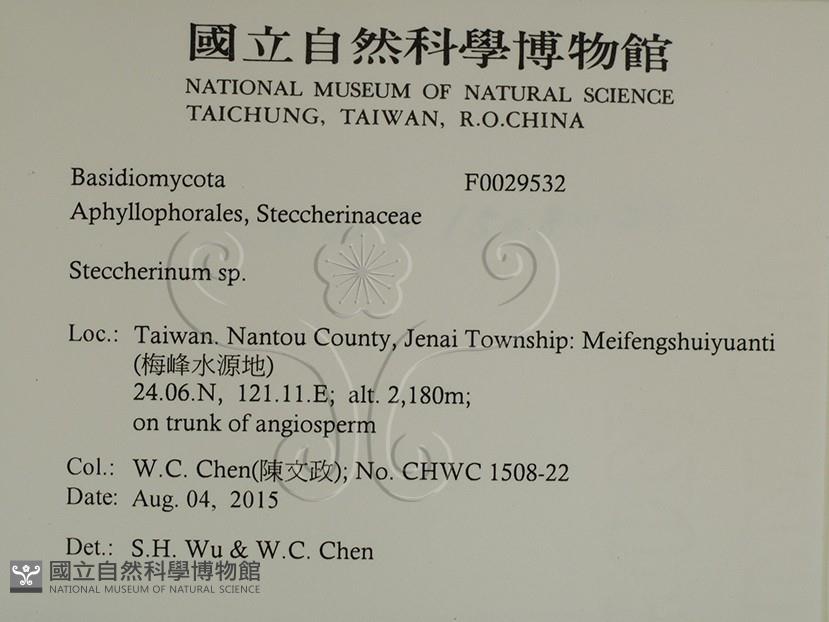 國立自然科學博物館
NATIONAL MUSEUM OF NATURAL SCIENCE
TAICHUNG, TAIWAN, R.O.CHINA
Basidiomycota F0029532
Aphyllophorales, Steccherinaceae
Steccherinum sp.
Loc.: Taiwan. Nantou County, Jenai Township: Meifengshuiyuanti
(梅峰水源地)
24.06.N, 121.11.E; alt. 2,180m;
on trunk of angiosperm
Col.: W.C. Chen(陳文政); No. CHWC 1508-22
Date: Aug. 04, 2015
Det.: S.H. Wu & W.C. Chen
國立自然科學博物館
NATIONAL MUSEUM OF NATURAL SCIENCE